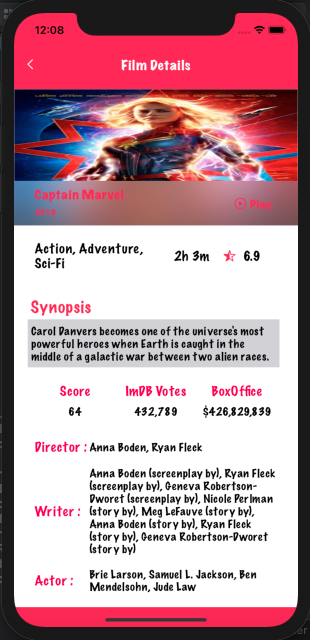 12:08
Film Details
Captain Marvel
2019
Play
Action, Adventure,
Sci-Fi
2h 3m
6.9
Synopsis
Carol Danvers becomes one of the universe's most
powerful heroes when Earth is caught in the
middle of a galactic war between two alien races.
Score
ImDB Votes
BoxOffice
64
432,789
$426,829,839
Director :
Anna Boden, Ryan Fleck
Writer :
Anna Boden (screenplay by), Ryan Fleck
(screenplay by), Geneva Robertson-
Dworet (screenplay by), Nicole Perlman
(story by), Meg LeFauve (story by),
Anna Boden (story by), Ryan Fleck
(story by), Geneva Robertson-Dworet
(story by)
Actor :
Brie Larson, Samuel L. Jackson, Ben
Mendelsohn, Jude Law